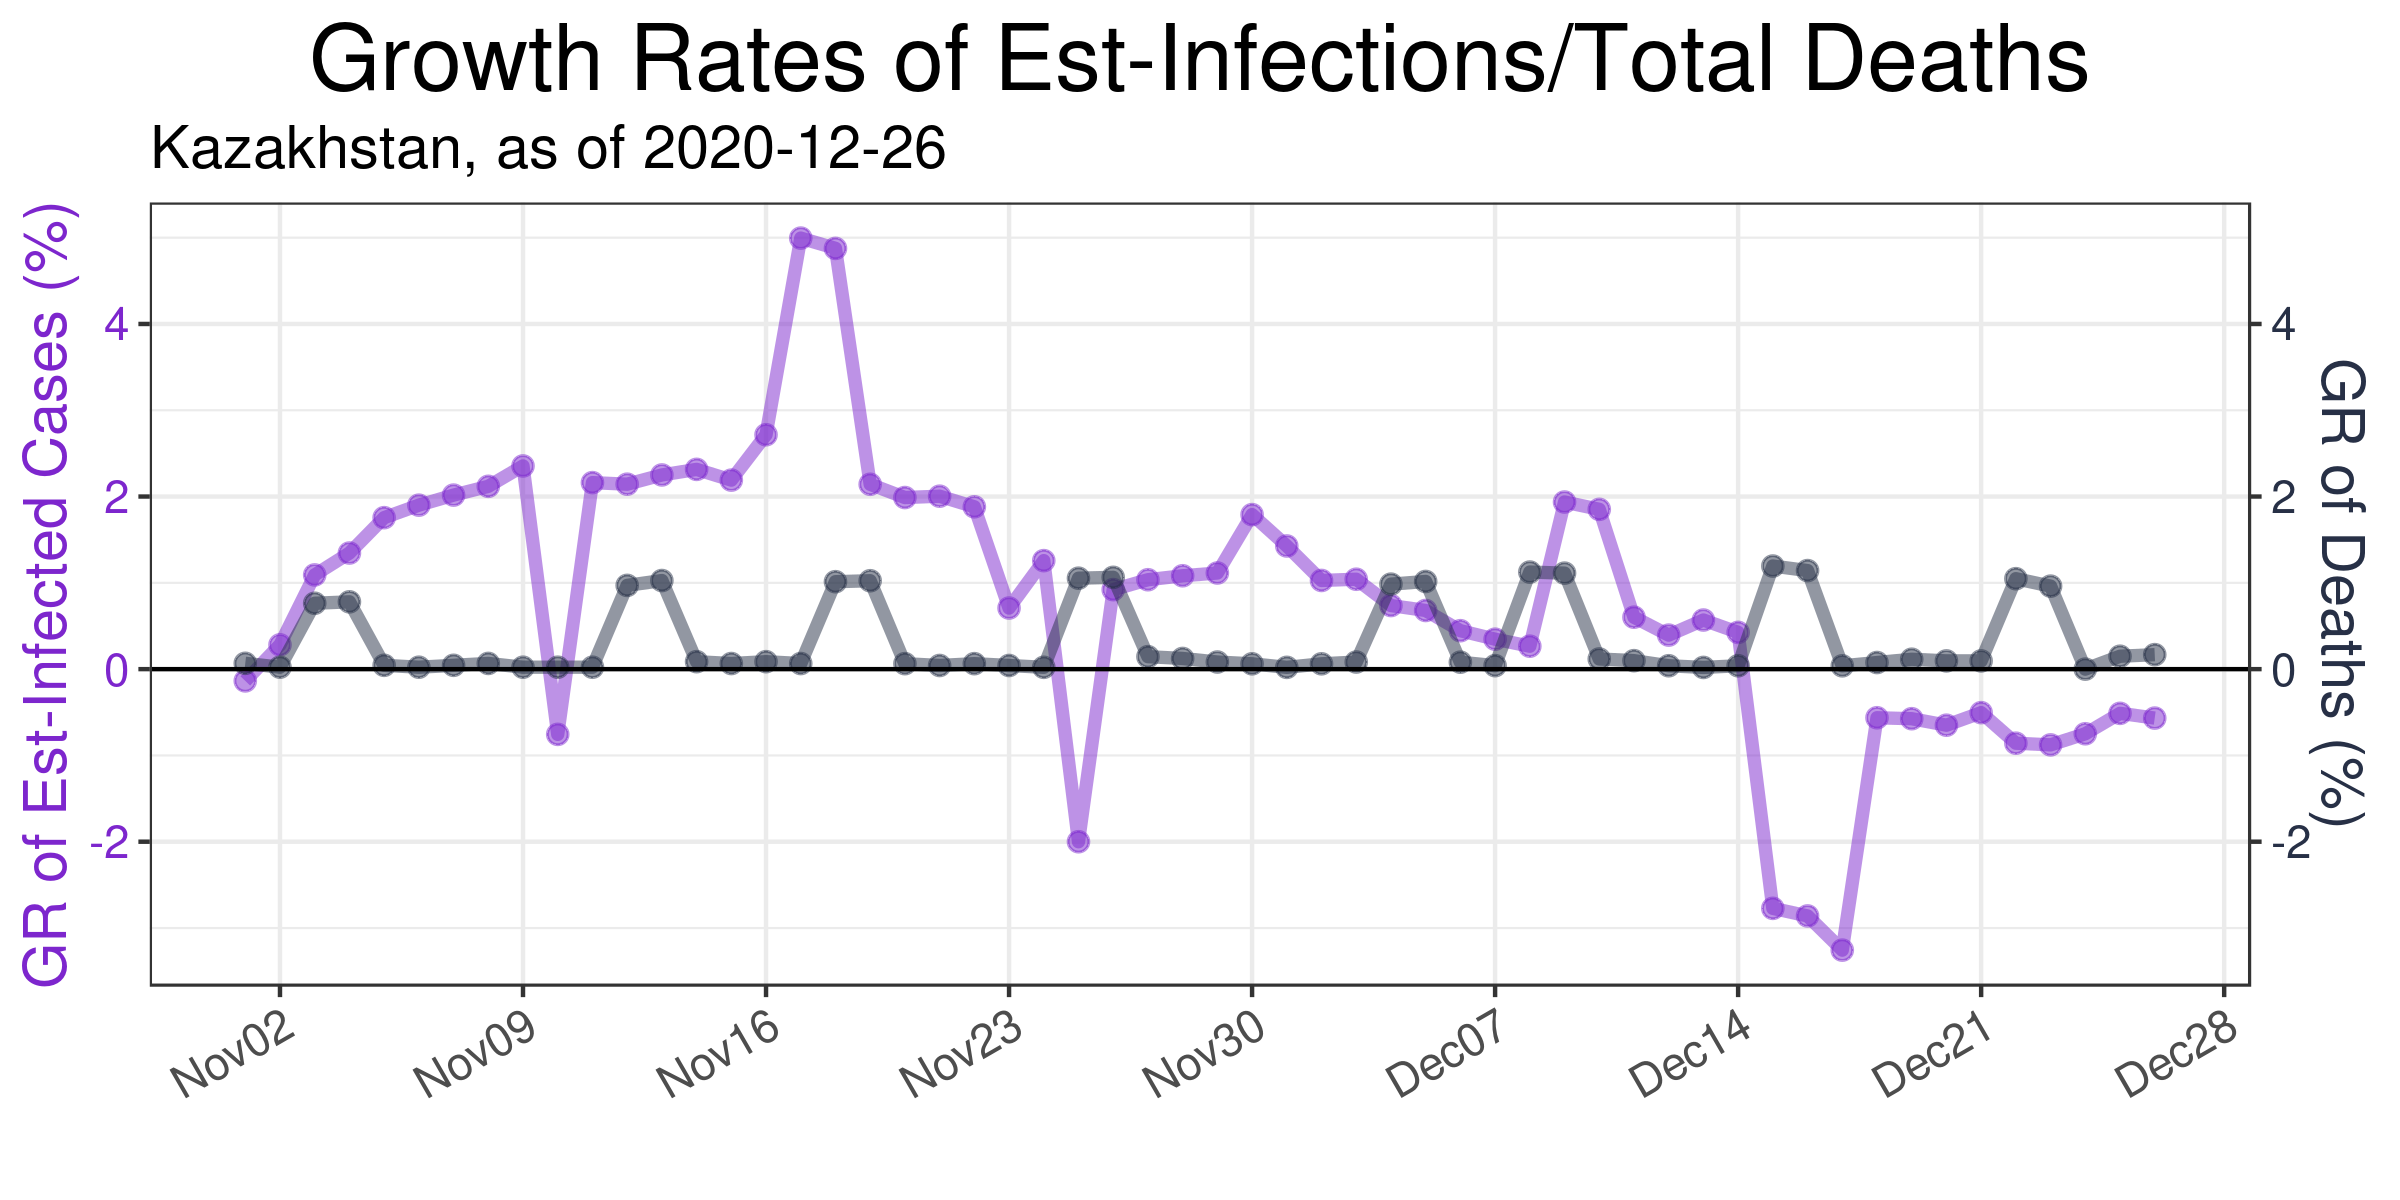 Growth Rates of Est-Infections/Total Deaths
Kazakhstan, as of 2020-12-26
GR of Est-Infected Cases (%)
4
2
0
-2
4
2
0
-2
GR of Deaths (%)
Nov02
Nov09
Nov16
Nov23
Nov30
Dec07
Dec14
Dec21
Dec28